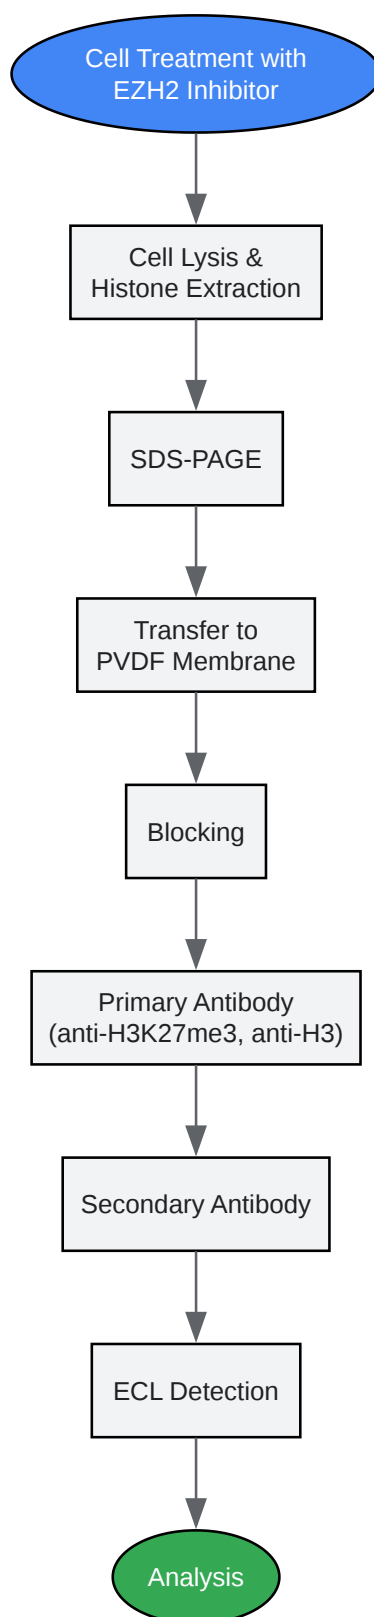 Cell Treatment with
EZH2 Inhibitor
Cell Lysis &
Histone Extraction
SDS-PAGE
Transfer to
PVDF Membrane
Blocking
Primary Antibody
(anti-H3K27me3, anti-H3)
Secondary Antibody
ECL Detection
Analysis